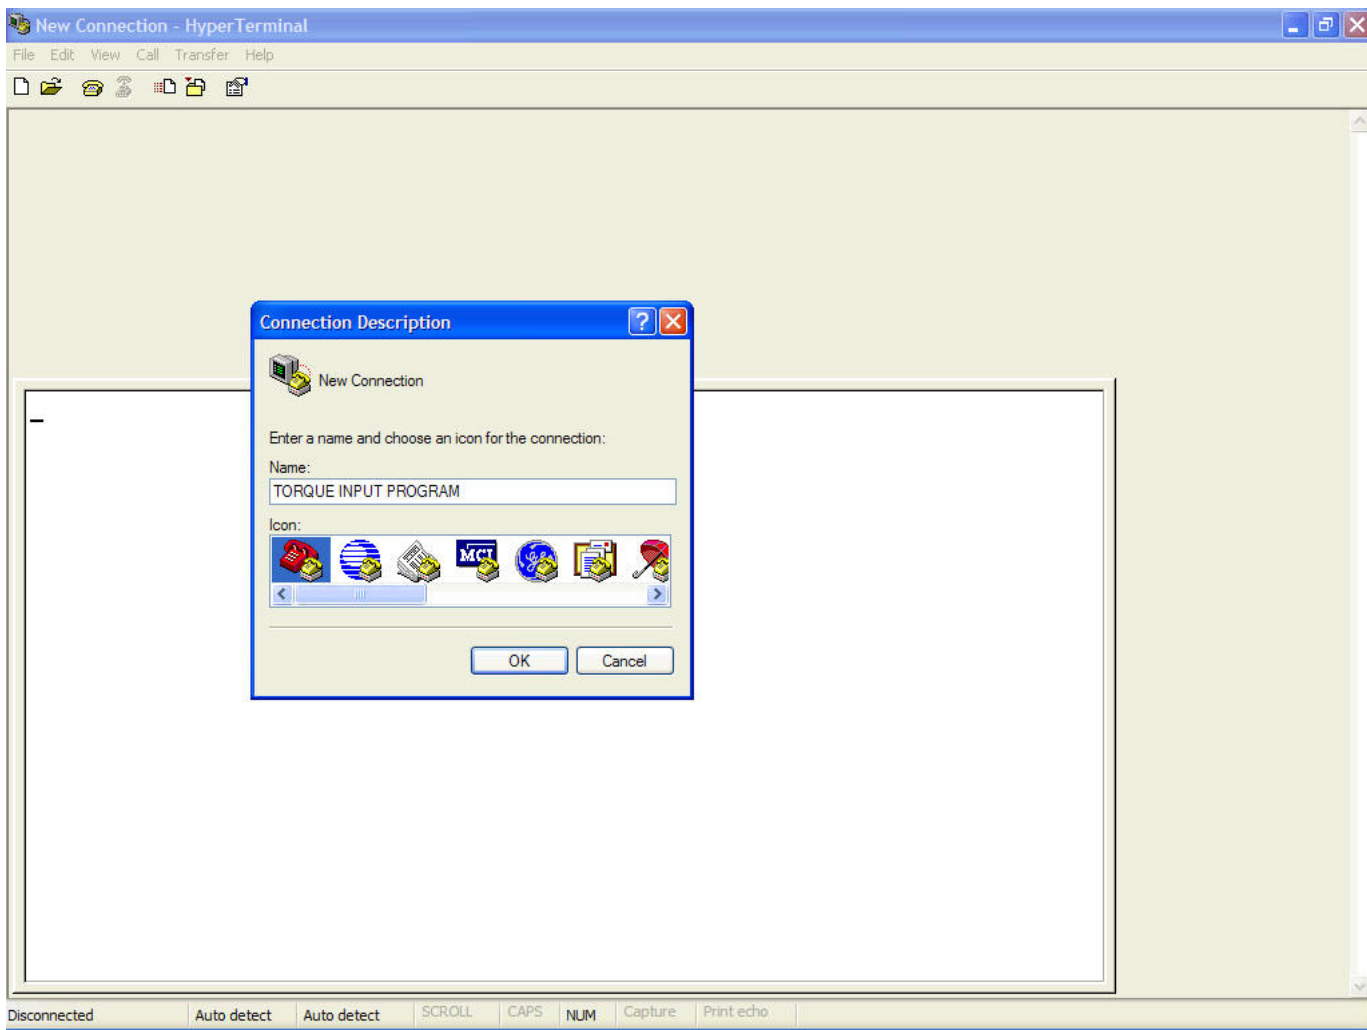 New Connection - HyperTerminal
File Edit View Call Transfer Help
Connection Description
New Connection
Enter a name and choose an icon for the connection:
Name:
TORQUE INPUT PROGRAM
Icon:
MCI
OK Cancel
Disconnected Auto detect Auto detect SCROLL CAPS NUM Capture Print echo